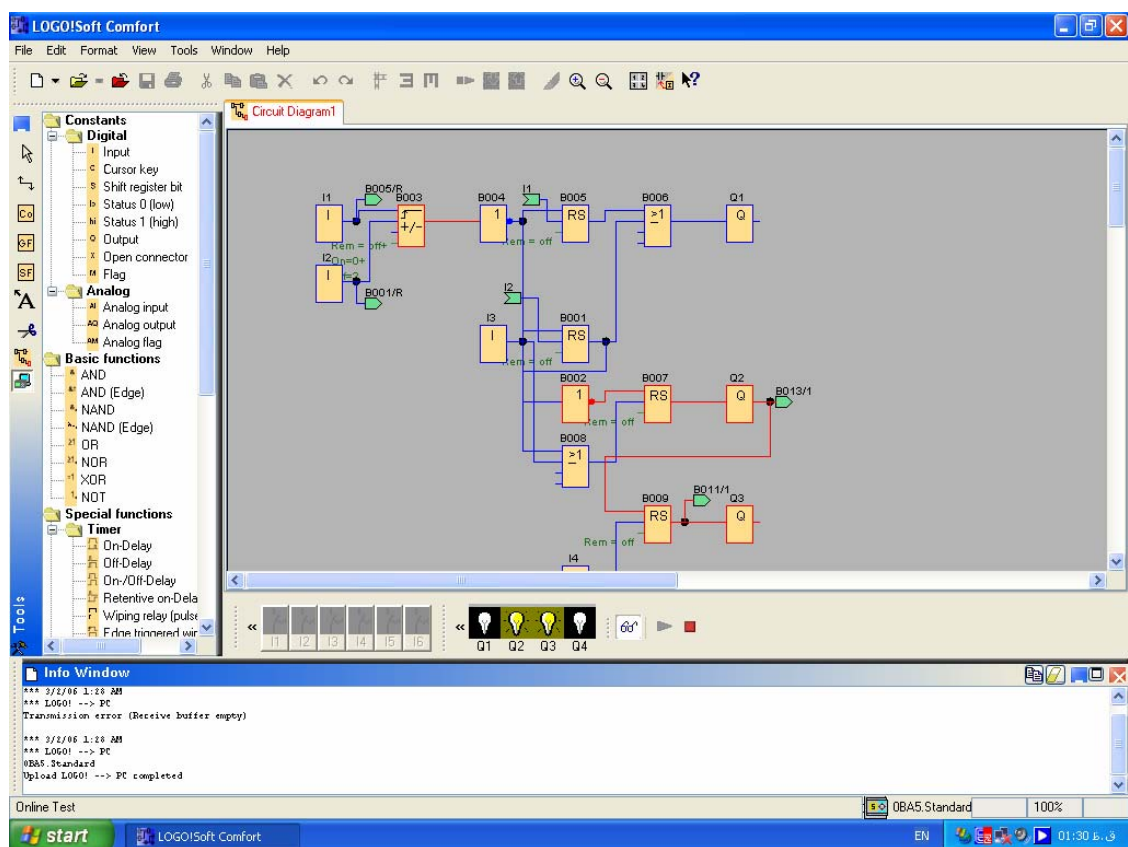 LOGO!Soft Comfort
File Edit Format View Tools Window Help
Circuit Diagram1
Constants
Digital
Input
Cursor key
Shift register bit
Status 0 (low)
Status 1 (high)
Output
Open connector
Flag
Analog
Analog input
Analog output
Analog flag
Basic functions
AND
AND (Edge)
NAND
NAND (Edge)
OR
NOR
XOR
NOT
Special functions
Timer
On-Delay
Off-Delay
On-/Off-Delay
Retentive on-Dela
Wiping relay (pulse
Edge triggered wir
Co
GF
SF
A
Tools
I1 B005/R B003 B004 I1 B005 B006 Q1
I +/- 1 RS >1 Q
Rem = off+ Rem = off
I2 On=0+
I
B001/R
I2
I3 B001
I RS
Rem = off
B002 B007 Q2 B013/1
1 RS Q
Rem = off
B008
>1
B009 B011/1 Q3
RS Q
Rem = off
I4
« I1 I2 I3 I4 I5 I6 « Q1 Q2 Q3 Q4
Info Window
*** 3/2/06 1:28 AM
*** LOGO! --> PC
Transmission error (Receive buffer empty)
*** 3/2/06 1:28 AM
*** LOGO! --> PC
0BA5.Standard
Upload LOGO! --> PC completed
Online Test 0BA5.Standard 100%
start LOGO!Soft Comfort EN 01:30 ق.ظ